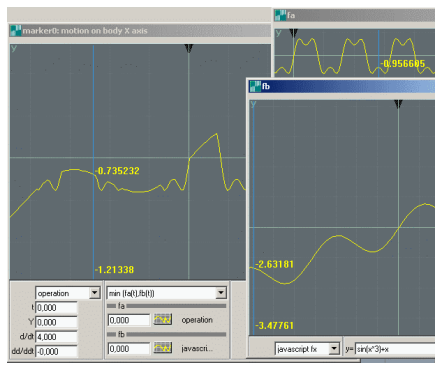 marker0: motion on body X axis
fa
y
y
-0.956605
fb
y
-0.735232
-1.21338
-2.63181
-3.47761
operation
min (fa(t),fb(t))
t 0,000
fa
Y 0,000
0,000
operation
d/dt 4,000
fb
dd/ddt -0,000
0,000
javascri...
javascript fx
y= sin(x*3)+x